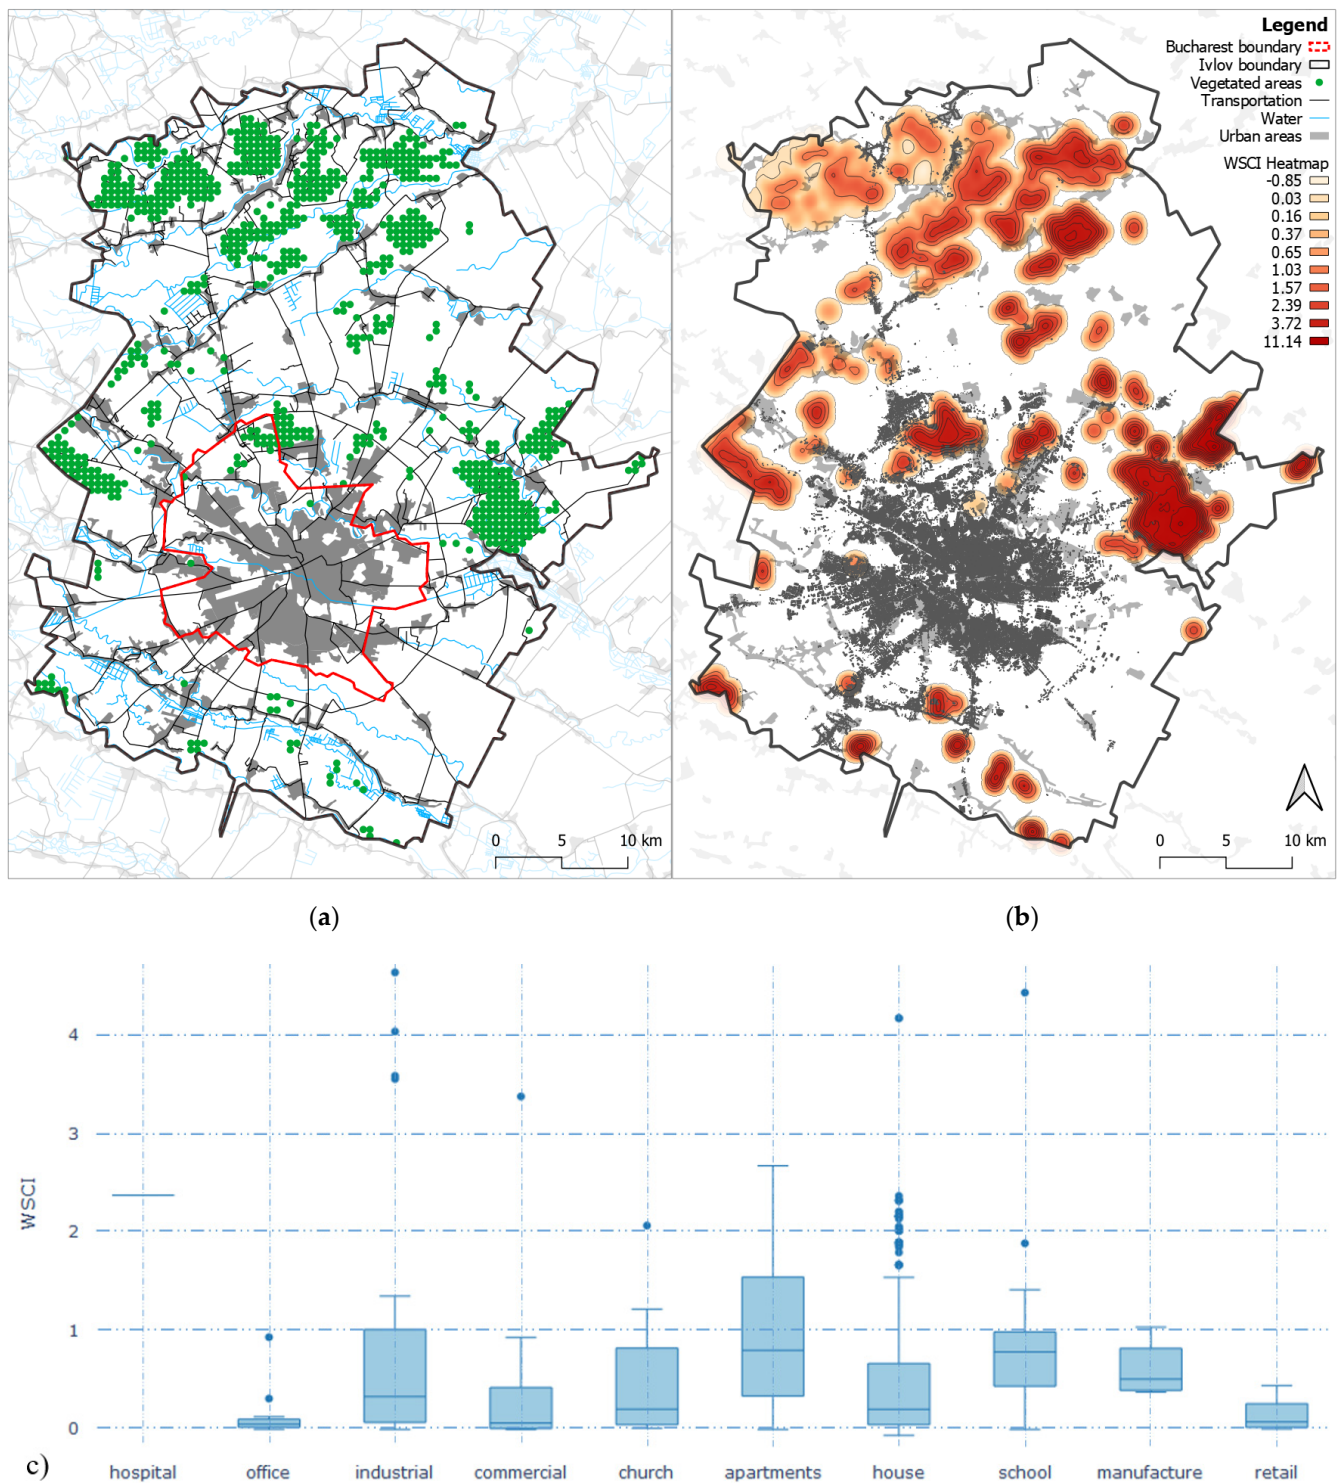 Legend
Bucharest boundary
Ivlov boundary
Vegetated areas
Transportation
Water
Urban areas
WSCI Heatmap
-0.85
0.03
0.16
0.37
0.65
1.03
1.57
2.39
3.72
11.14
0 5 10 km
0 5 10 km
(a)
(b)
4
3
2
1
0
WSCI
c)
hospital office industrial commercial church apartments house school manufacture retail